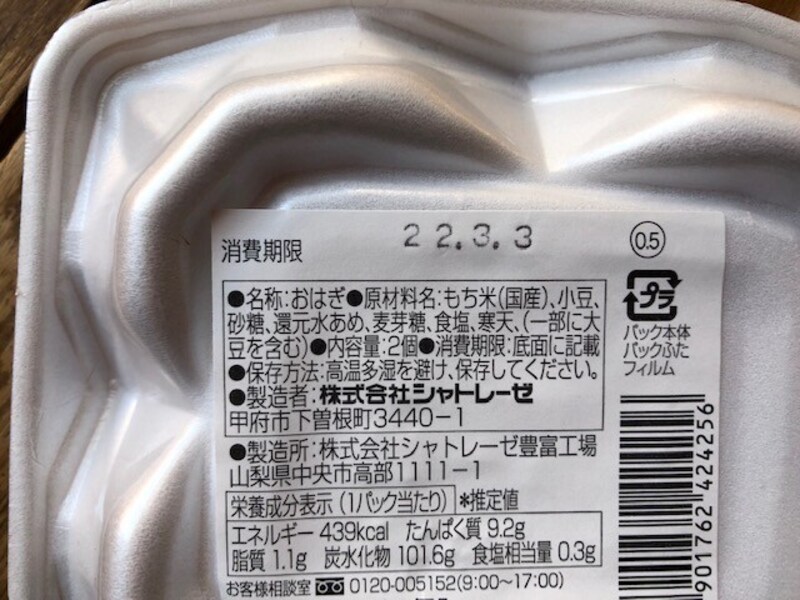 消費期限 22.3.3 0.5
●名称:おはぎ●原材料名:もち米(国産)、小豆、
砂糖、還元水あめ、麦芽糖、食塩、寒天、(一部に大
豆を含む)●内容量:2個●消費期限:底面に記載
●保存方法:高温多湿を避け、保存してください。
●製造者:株式会社シャトレーゼ
甲府市下曽根町3440-1
●製造所:株式会社シャトレーゼ豊富工場
山梨県中央市高部1111-1
栄養成分表示(1パック当たり) *推定値
エネルギー 439kcal たんぱく質 9.2g
脂質 1.1g 炭水化物 101.6g 食塩相当量 0.3g
お客様相談室 0120-005152(9:00~17:00)
プラ
パック本体
パックふた
フィルム
901762 424256